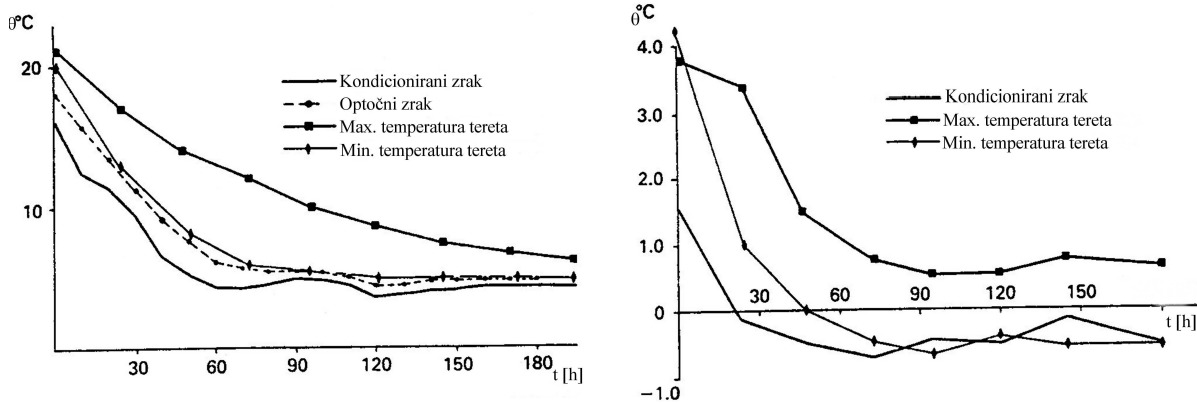 θ°C
20
10
Kondicionirani zrak
Optočni zrak
Max. temperatura tereta
Min. temperatura tereta
30
60
90
120
150
180
t [h]
θ°C
4.0
3.0
2.0
1.0
0
−1.0
Kondicionirani zrak
Max. temperatura tereta
Min. temperatura tereta
30
60
90
120
150
t [h]